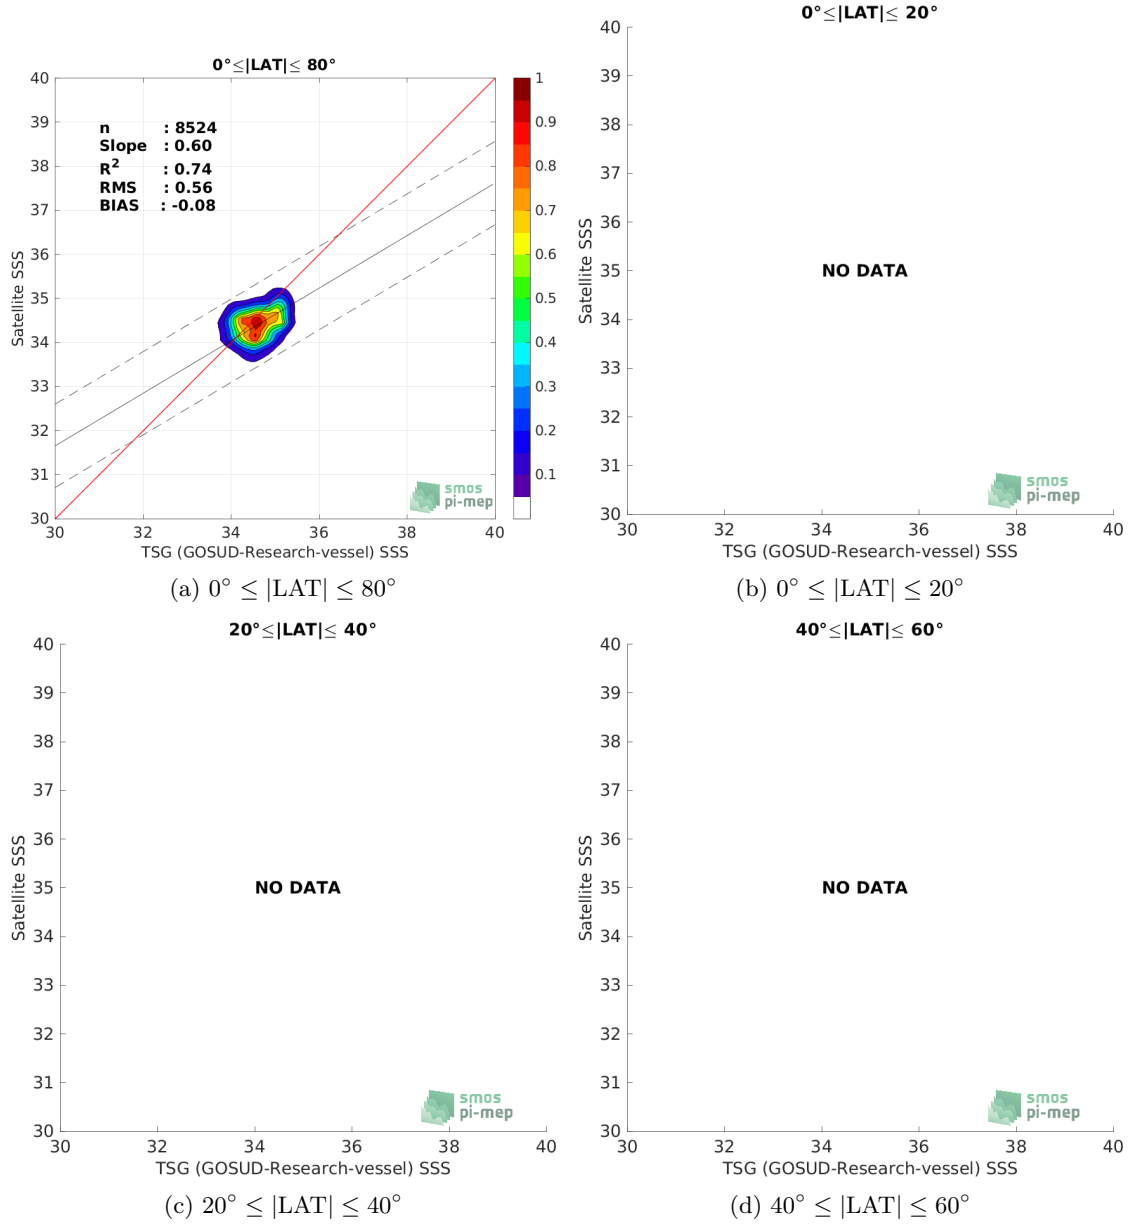 0°≤|LAT|≤ 80°
40
39
38
37
36
35
34
33
32
31
30
n : 8524
Slope : 0.60
R² : 0.74
RMS : 0.56
BIAS : -0.08
Satellite SSS
smos
pi-mep
30 32 34 36 38 40
TSG (GOSUD-Research-vessel) SSS
1
0.9
0.8
0.7
0.6
0.5
0.4
0.3
0.2
0.1
(a) 0° ≤ |LAT| ≤ 80°
0°≤|LAT|≤ 20°
40
39
38
37
36
35
34
33
32
31
30
Satellite SSS
NO DATA
smos
pi-mep
30 32 34 36 38 40
TSG (GOSUD-Research-vessel) SSS
(b) 0° ≤ |LAT| ≤ 20°
20°≤|LAT|≤ 40°
40
39
38
37
36
35
34
33
32
31
30
Satellite SSS
NO DATA
smos
pi-mep
30 32 34 36 38 40
TSG (GOSUD-Research-vessel) SSS
(c) 20° ≤ |LAT| ≤ 40°
40°≤|LAT|≤ 60°
40
39
38
37
36
35
34
33
32
31
30
Satellite SSS
NO DATA
smos
pi-mep
30 32 34 36 38 40
TSG (GOSUD-Research-vessel) SSS
(d) 40° ≤ |LAT| ≤ 60°